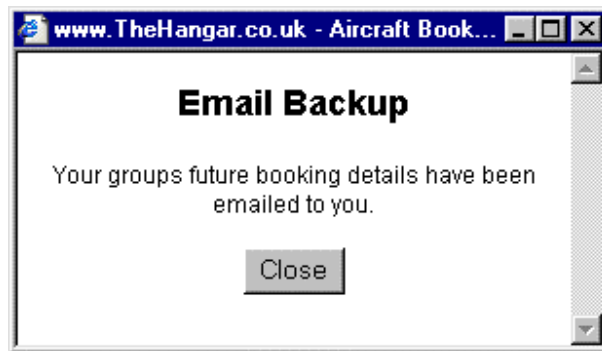 www.TheHangar.co.uk - Aircraft Book...
Email Backup
Your groups future booking details have been
emailed to you.
Close